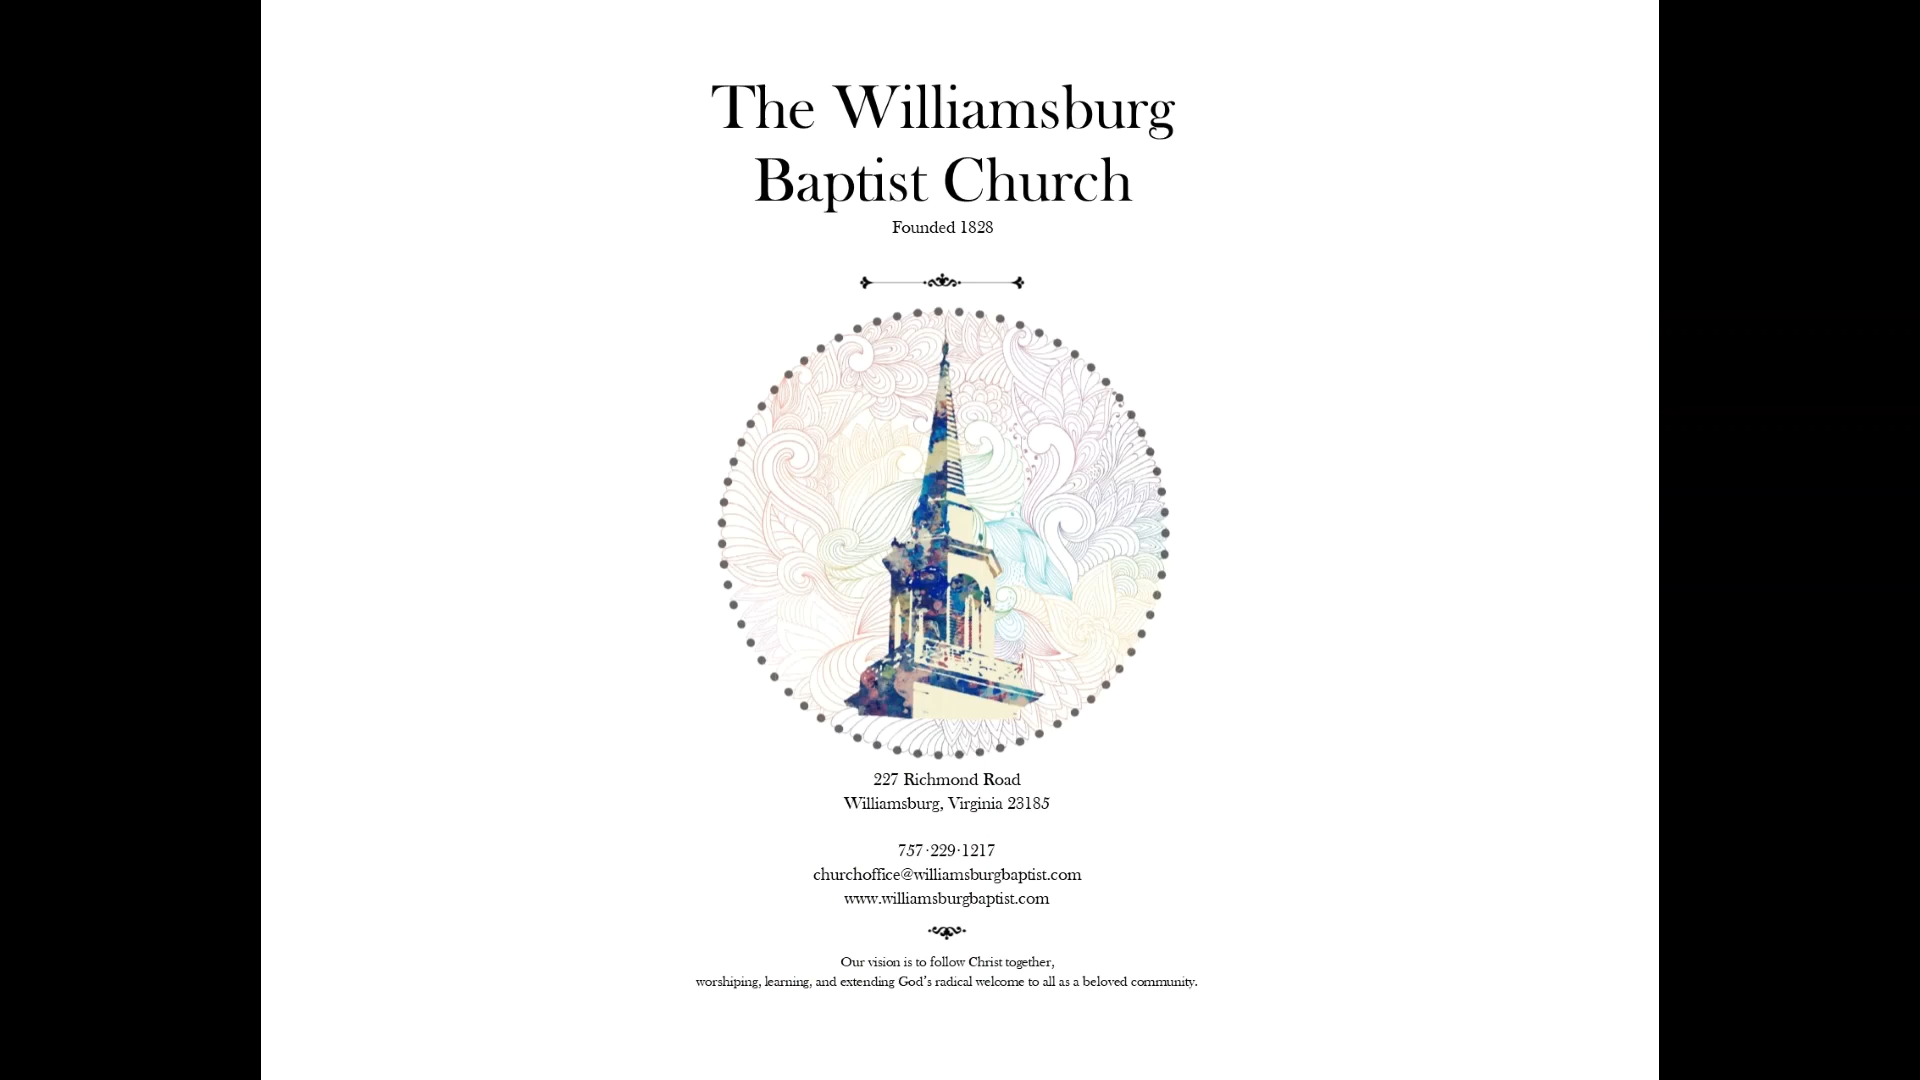 The Williamsburg
Baptist Church
Founded 1828
227 Richmond Road
Williamsburg, Virginia 23185
757·229·1217
churchoffice@williamsburgbaptist.com
www.williamsburgbaptist.com
Our vision is to follow Christ together,
worshiping, learning, and extending God's radical welcome to all as a beloved community.